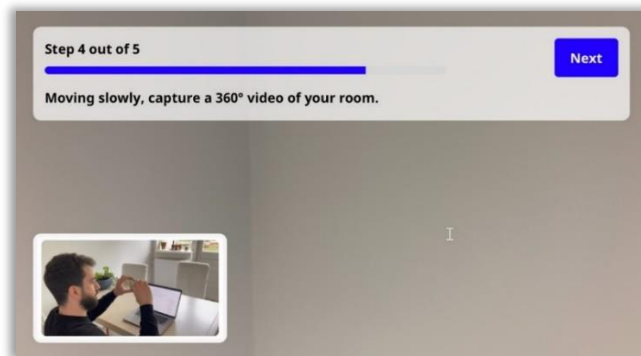 Step 4 out of 5
Next
Moving slowly, capture a 360° video of your room.